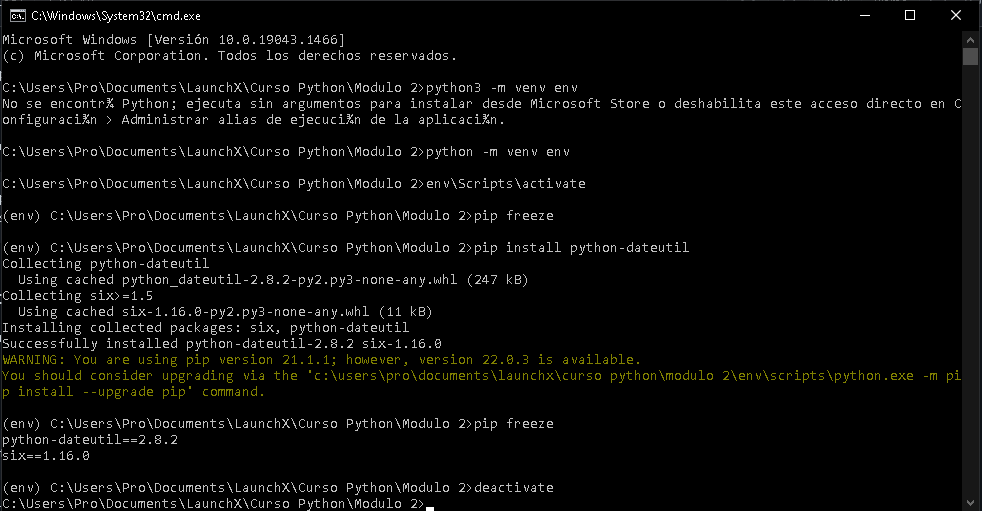 C:\Windows\System32\cmd.exe
Microsoft Windows [Versión 10.0.19043.1466]
(c) Microsoft Corporation. Todos los derechos reservados.
C:\Users\Pro\Documents\LaunchX\Curso Python\Modulo 2>python3 -m venv env
No se encontr¾ Python; ejecuta sin argumentos para instalar desde Microsoft Store o deshabilita este acceso directo en C
onfiguraci¾n > Administrar alias de ejecuci¾n de la aplicaci¾n.
C:\Users\Pro\Documents\LaunchX\Curso Python\Modulo 2>python -m venv env
C:\Users\Pro\Documents\LaunchX\Curso Python\Modulo 2>env\Scripts\activate
(env) C:\Users\Pro\Documents\LaunchX\Curso Python\Modulo 2>pip freeze
(env) C:\Users\Pro\Documents\LaunchX\Curso Python\Modulo 2>pip install python-dateutil
Collecting python-dateutil
  Using cached python_dateutil-2.8.2-py2.py3-none-any.whl (247 kB)
Collecting six>=1.5
  Using cached six-1.16.0-py2.py3-none-any.whl (11 kB)
Installing collected packages: six, python-dateutil
Successfully installed python-dateutil-2.8.2 six-1.16.0
WARNING: You are using pip version 21.1.1; however, version 22.0.3 is available.
You should consider upgrading via the 'c:\users\pro\documents\launchx\curso python\modulo 2\env\scripts\python.exe -m pi
p install --upgrade pip' command.
(env) C:\Users\Pro\Documents\LaunchX\Curso Python\Modulo 2>pip freeze
python-dateutil==2.8.2
six==1.16.0
(env) C:\Users\Pro\Documents\LaunchX\Curso Python\Modulo 2>deactivate
C:\Users\Pro\Documents\LaunchX\Curso Python\Modulo 2>